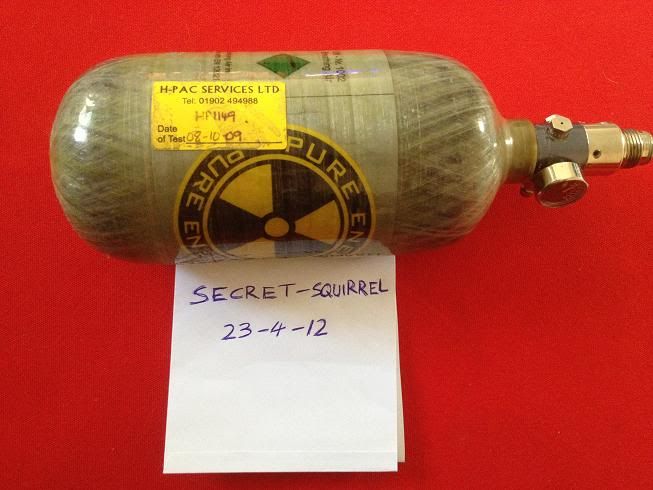 H-PAC SERVICES LTD
Tel: 01902 494988
HP1149
Date
of Test 08-10-09
PURE ENE
PURE EN
SECRET-SQUIRREL
23-4-12